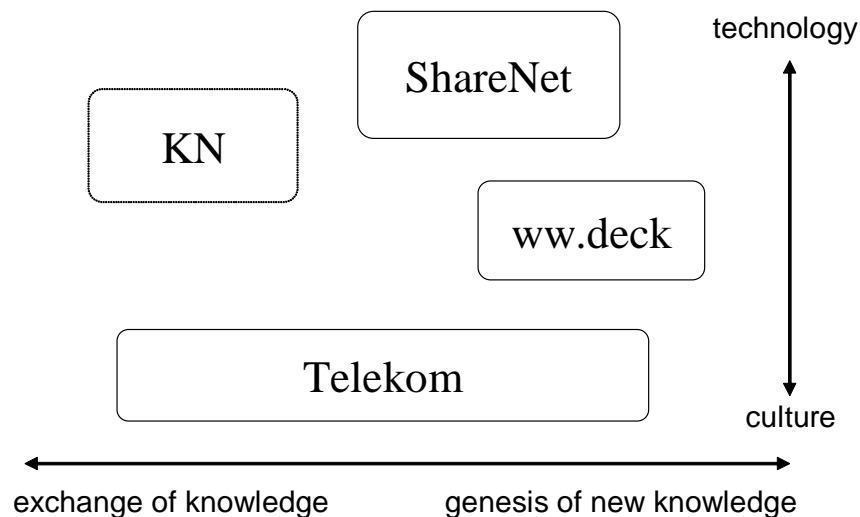 technology
ShareNet
KN
ww.deck
Telekom
culture
exchange of knowledge
genesis of new knowledge